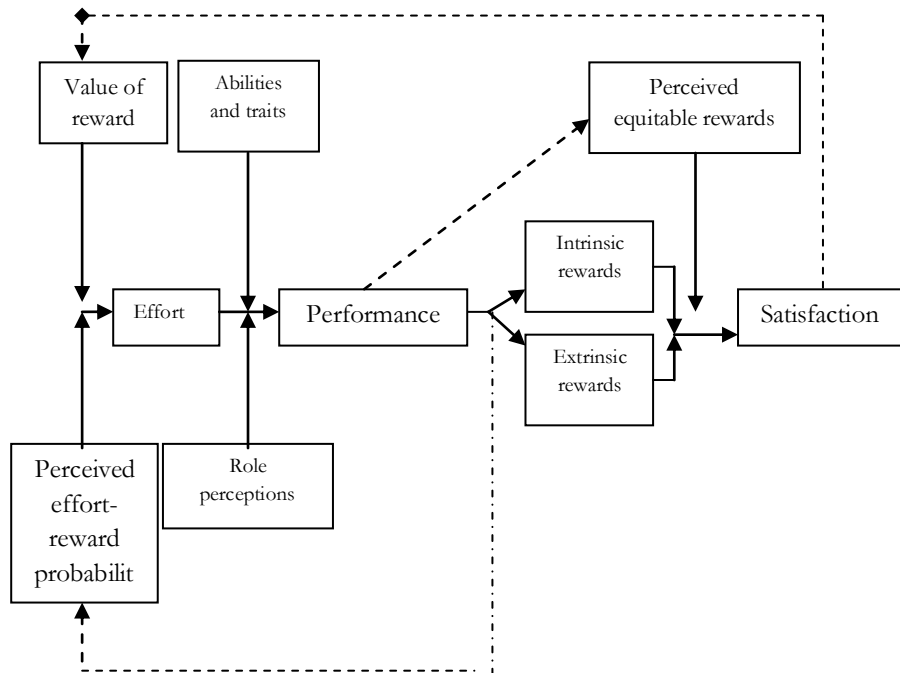 Value of
reward
Abilities
and traits
Perceived
equitable rewards
Intrinsic
rewards
Effort
Performance
Satisfaction
Extrinsic
rewards
Perceived
effort-
reward
probabilit
Role
perceptions